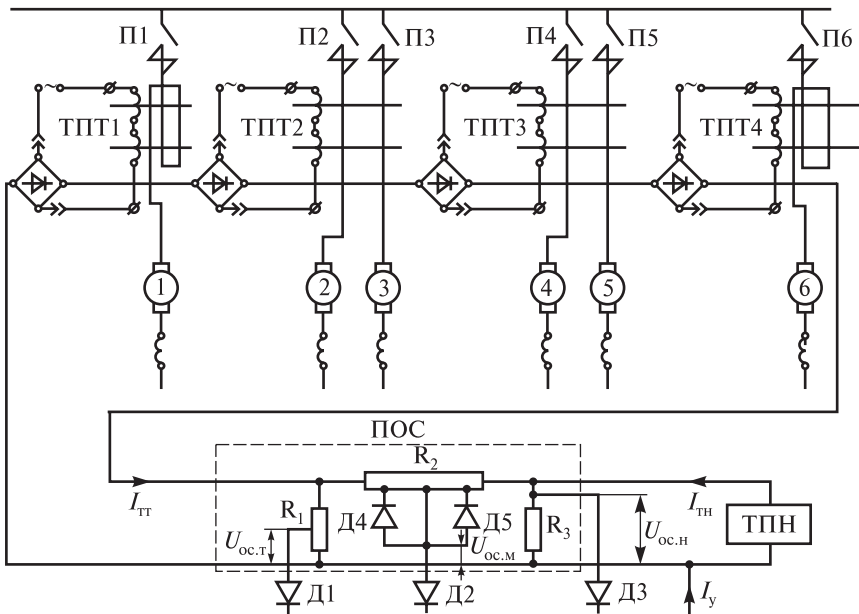 П1 П2 П3 П4 П5 П6
~ ~ ~ ~
ТПТ1 ТПТ2 ТПТ3 ТПТ4
1 2 3 4 5 6
ПОС
R2
Iтт Iтн
R1 Д4 Д5 R3 ТПН
Uос.т Uос.м Uос.н
Д1 Д2 Д3 Iу